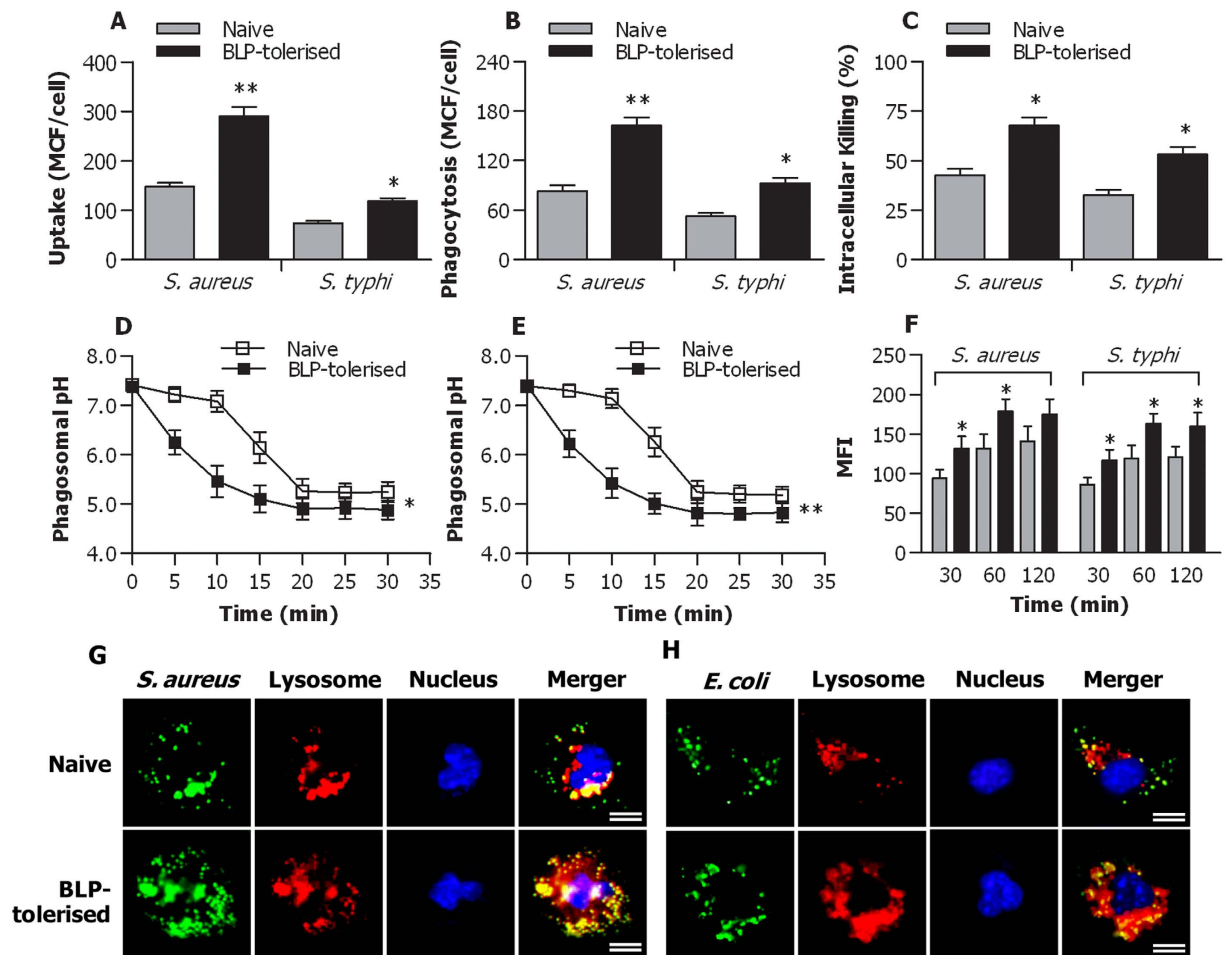 A
Naive
BLP-tolerised
Uptake (MCF/cell)
400
300
200
100
0
**
*
S. aureus
S. typhi
B
Naive
BLP-tolerised
Phagocytosis (MCF/cell)
240
180
120
60
0
**
*
S. aureus
S. typhi
C
Naive
BLP-tolerised
Intracellular Killing (%)
100
75
50
25
0
*
*
S. aureus
S. typhi
D
Naive
BLP-tolerised
Phagosomal pH
8.0
7.0
6.0
5.0
4.0
*
0 5 10 15 20 25 30 35
Time (min)
E
Naive
BLP-tolerised
Phagosomal pH
8.0
7.0
6.0
5.0
4.0
**
0 5 10 15 20 25 30 35
Time (min)
F
S. aureus
S. typhi
MFI
250
200
150
100
50
0
* * * * *
30 60 120 30 60 120
Time (min)
G
S. aureus Lysosome Nucleus Merger
H
E. coli Lysosome Nucleus Merger
Naive
BLP-
tolerised